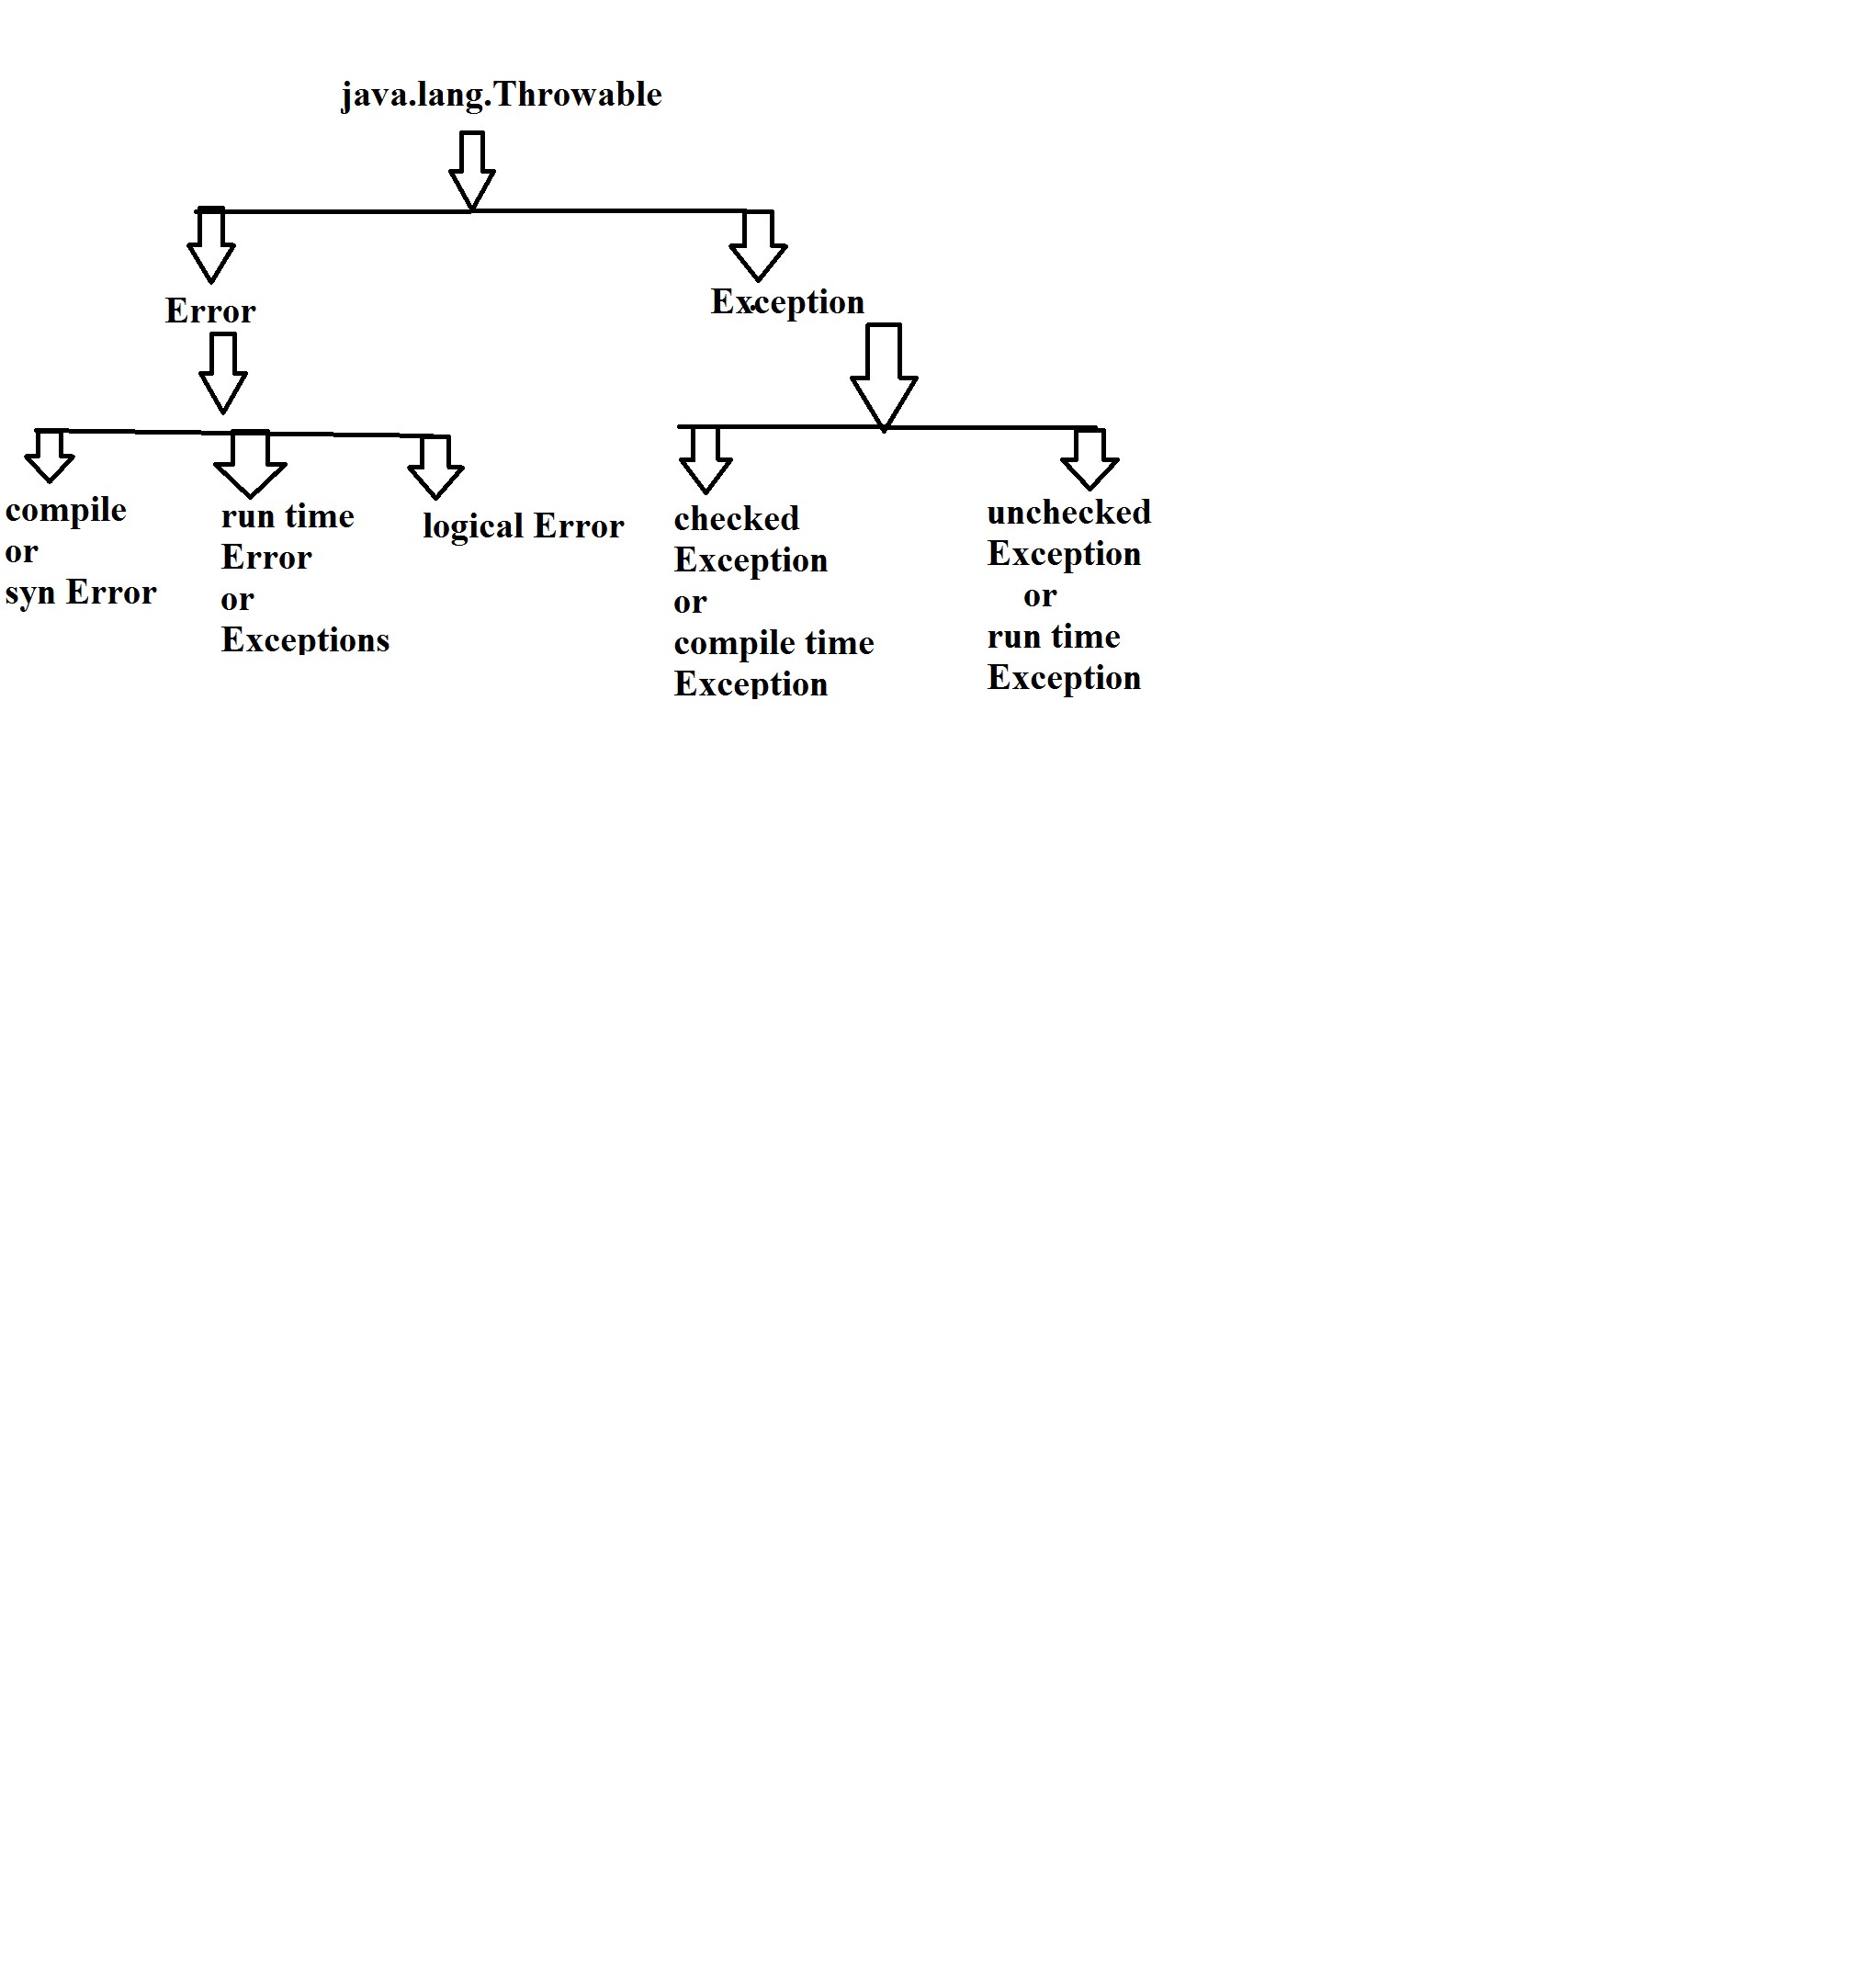 java.lang.Throwable
Error
Exception
compile
or
syn Error
run time
Error
or
Exceptions
logical Error
checked
Exception
or
compile time
Exception
unchecked
Exception
or
run time
Exception